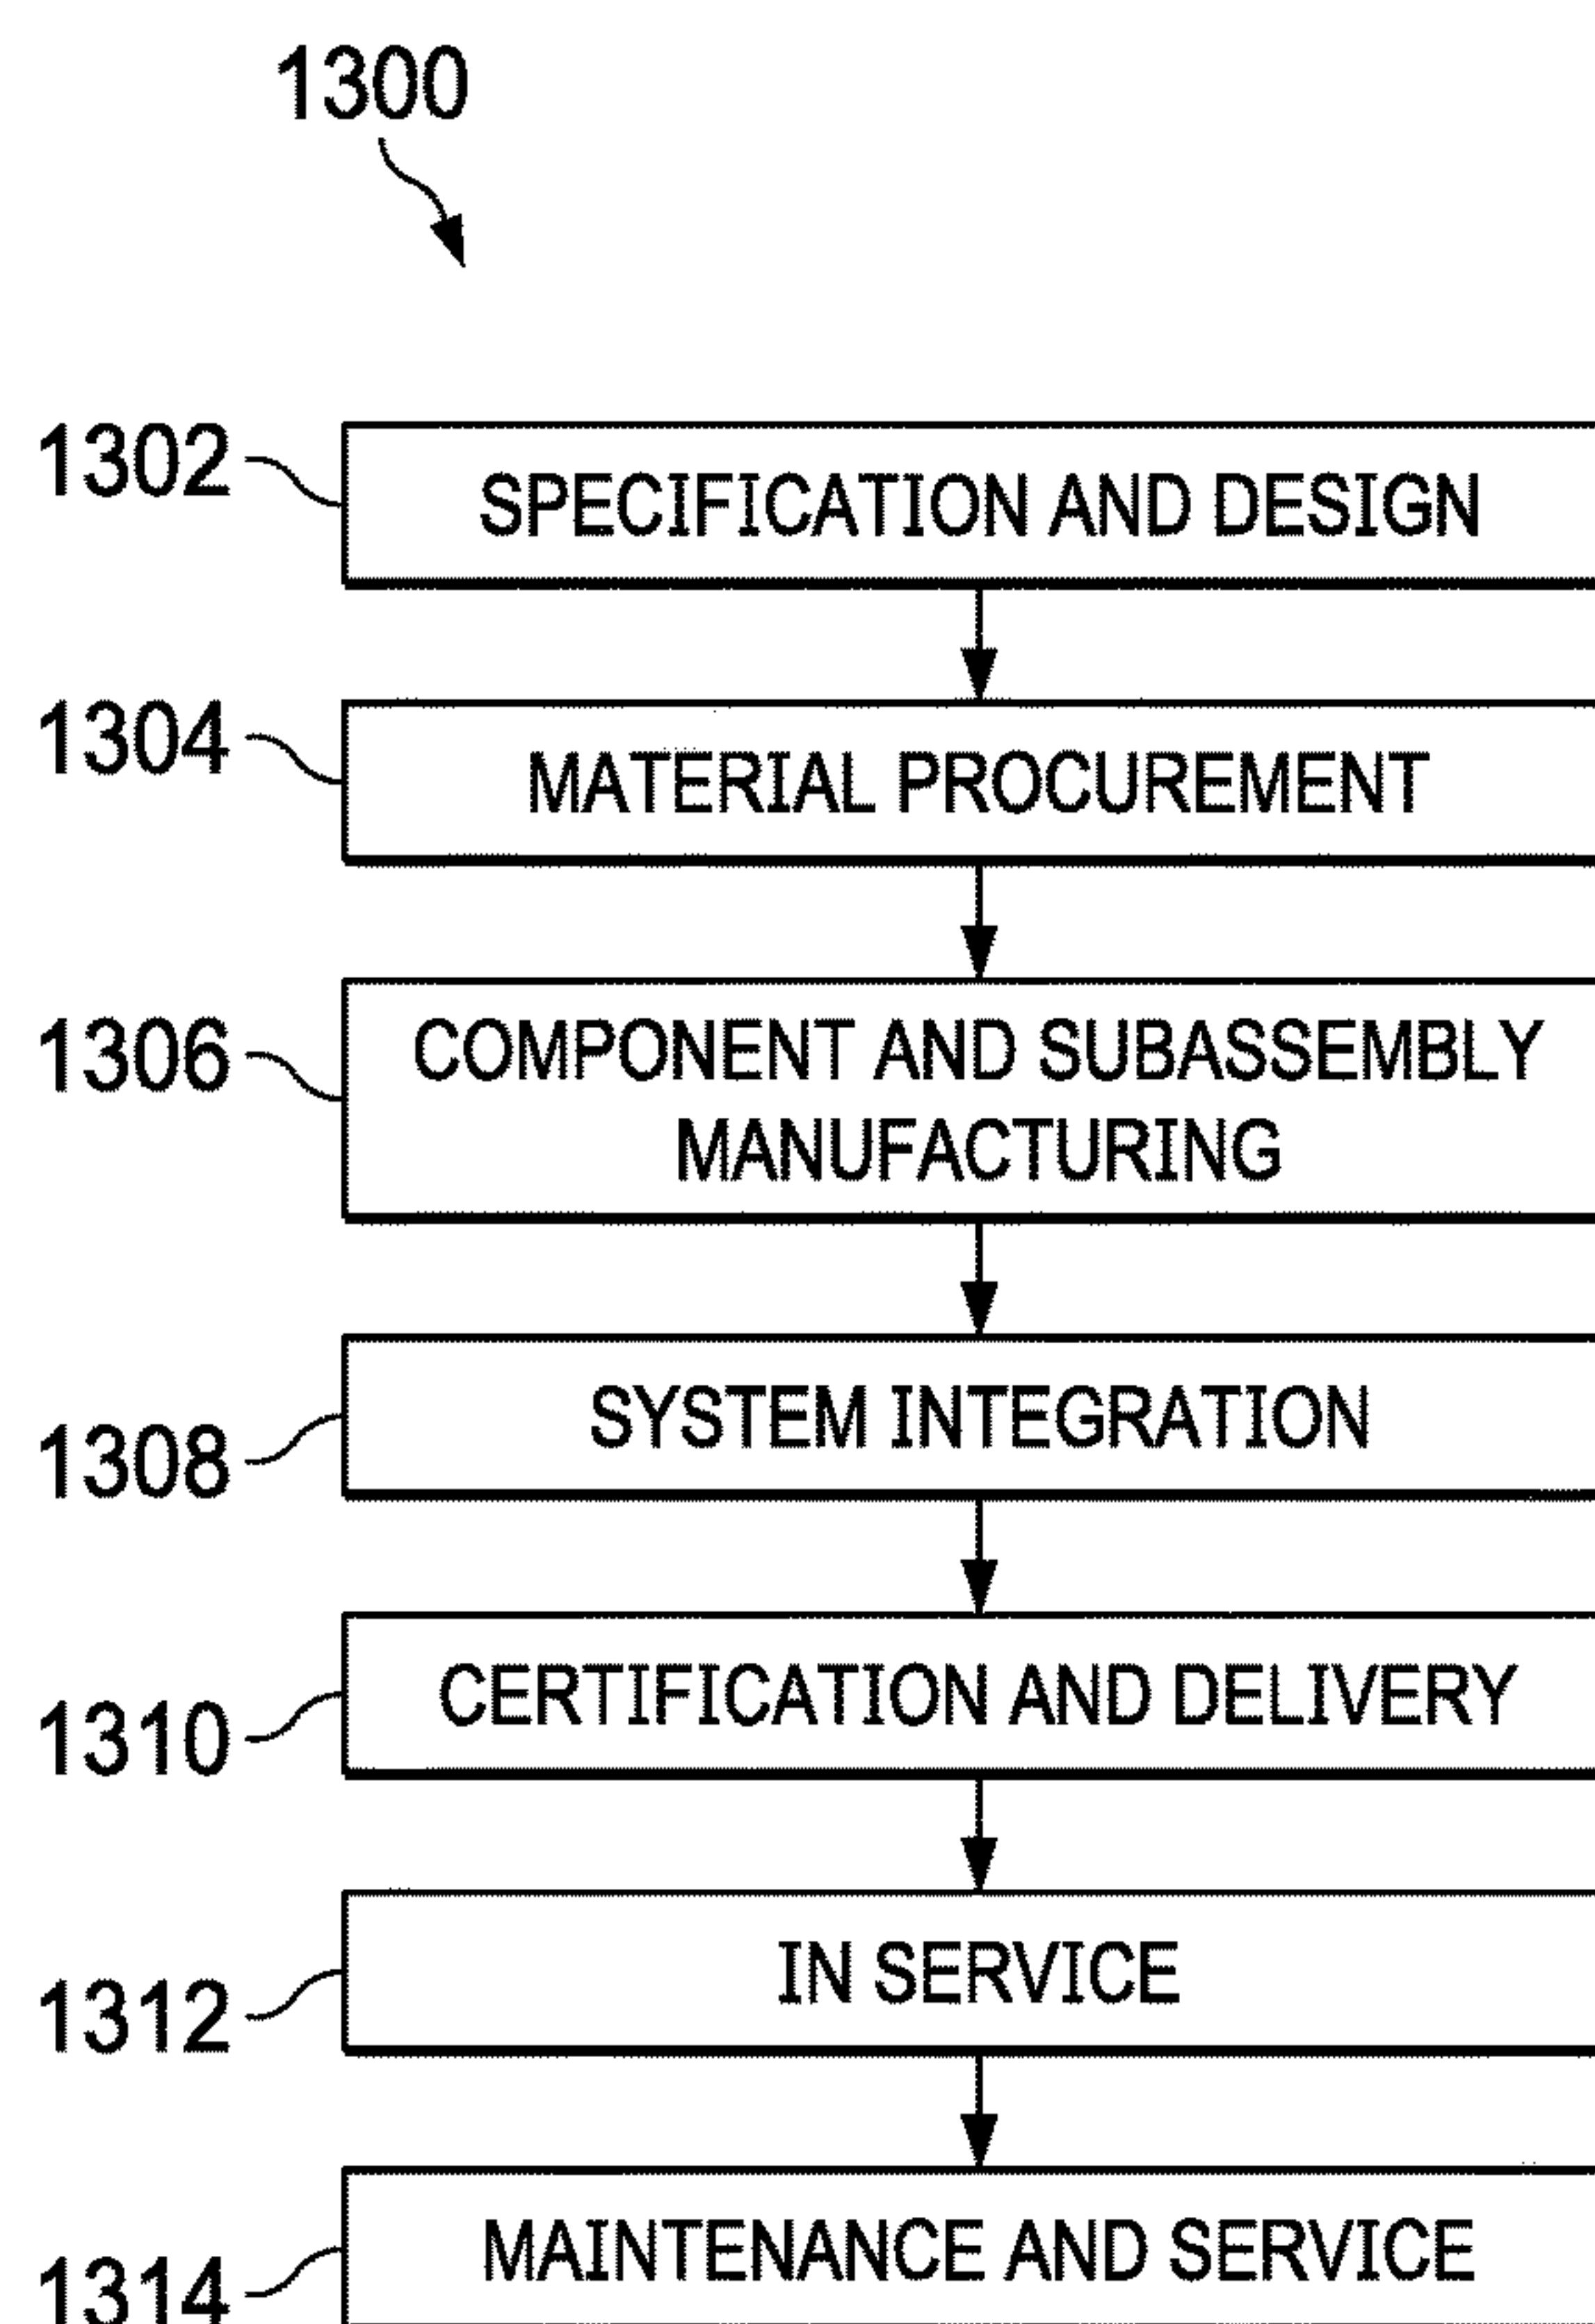 1300
1302
SPECIFICATION AND DESIGN
1304
MATERIAL PROCUREMENT
1306
COMPONENT AND SUBASSEMBLY
MANUFACTURING
1308
SYSTEM INTEGRATION
1310
CERTIFICATION AND DELIVERY
1312
IN SERVICE
1314
MAINTENANCE AND SERVICE